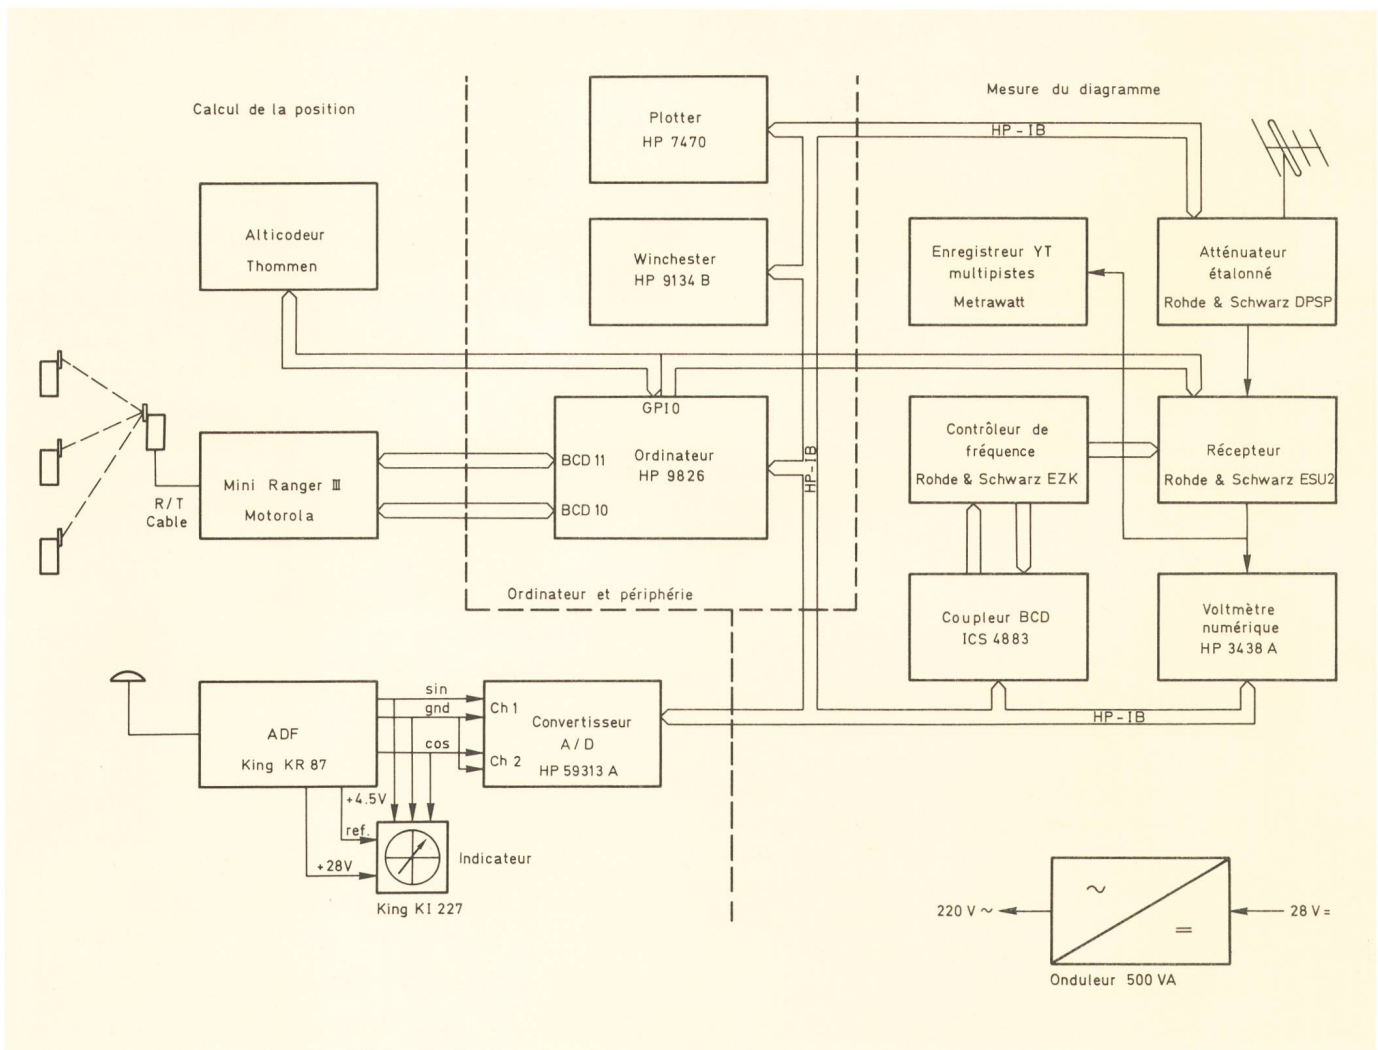 Calcul de la position
Mesure du diagramme
Plotter
HP 7470
HP-IB
Alticodeur
Thommen
Winchester
HP 9134 B
Enregistreur YT
multipistes
Metrawatt
Atténuateur
étalonné
Rohde & Schwarz DPSP
GPIO
Ordinateur
HP 9826
BCD 11
BCD 10
HP-IB
Mini Ranger III
Motorola
R/T
Cable
Contrôleur de
fréquence
Rohde & Schwarz EZK
Récepteur
Rohde & Schwarz ESU2
Ordinateur et périphérie
Coupleur BCD
ICS 4883
Voltmètre
numérique
HP 3438 A
HP-IB
ADF
King KR 87
sin
gnd
cos
Ch 1
Ch 2
Convertisseur
A/D
HP 59313 A
+4.5V
ref.
+28V
Indicateur
King KI 227
220 V ~
~
=
28 V =
Onduleur 500 VA